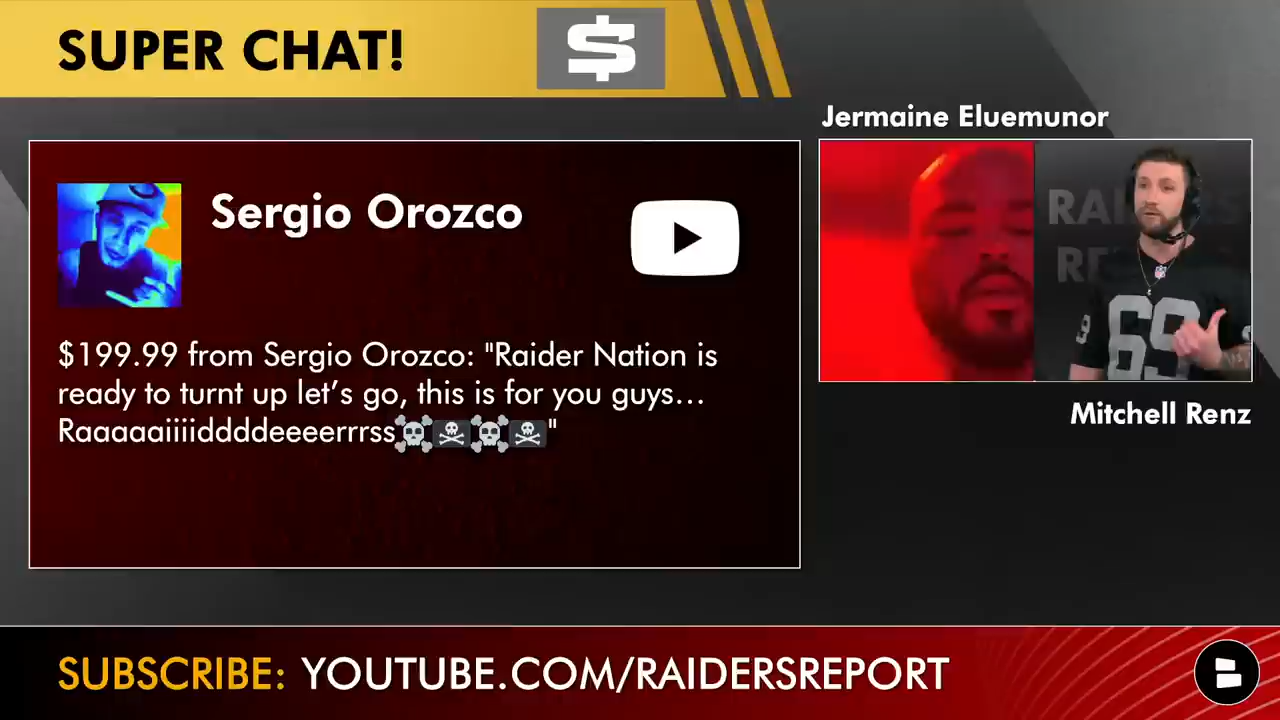 SUPER CHAT!
Jermaine Eluemunor
Sergio Orozco
$199.99 from Sergio Orozco: "Raider Nation is
ready to turnt up let’s go, this is for you guys…
Raaaaaiiiiddddeeeerrrss☠️🏴‍☠️☠️🏴‍☠️"
69
Mitchell Renz
SUBSCRIBE: YOUTUBE.COM/RAIDERSREPORT